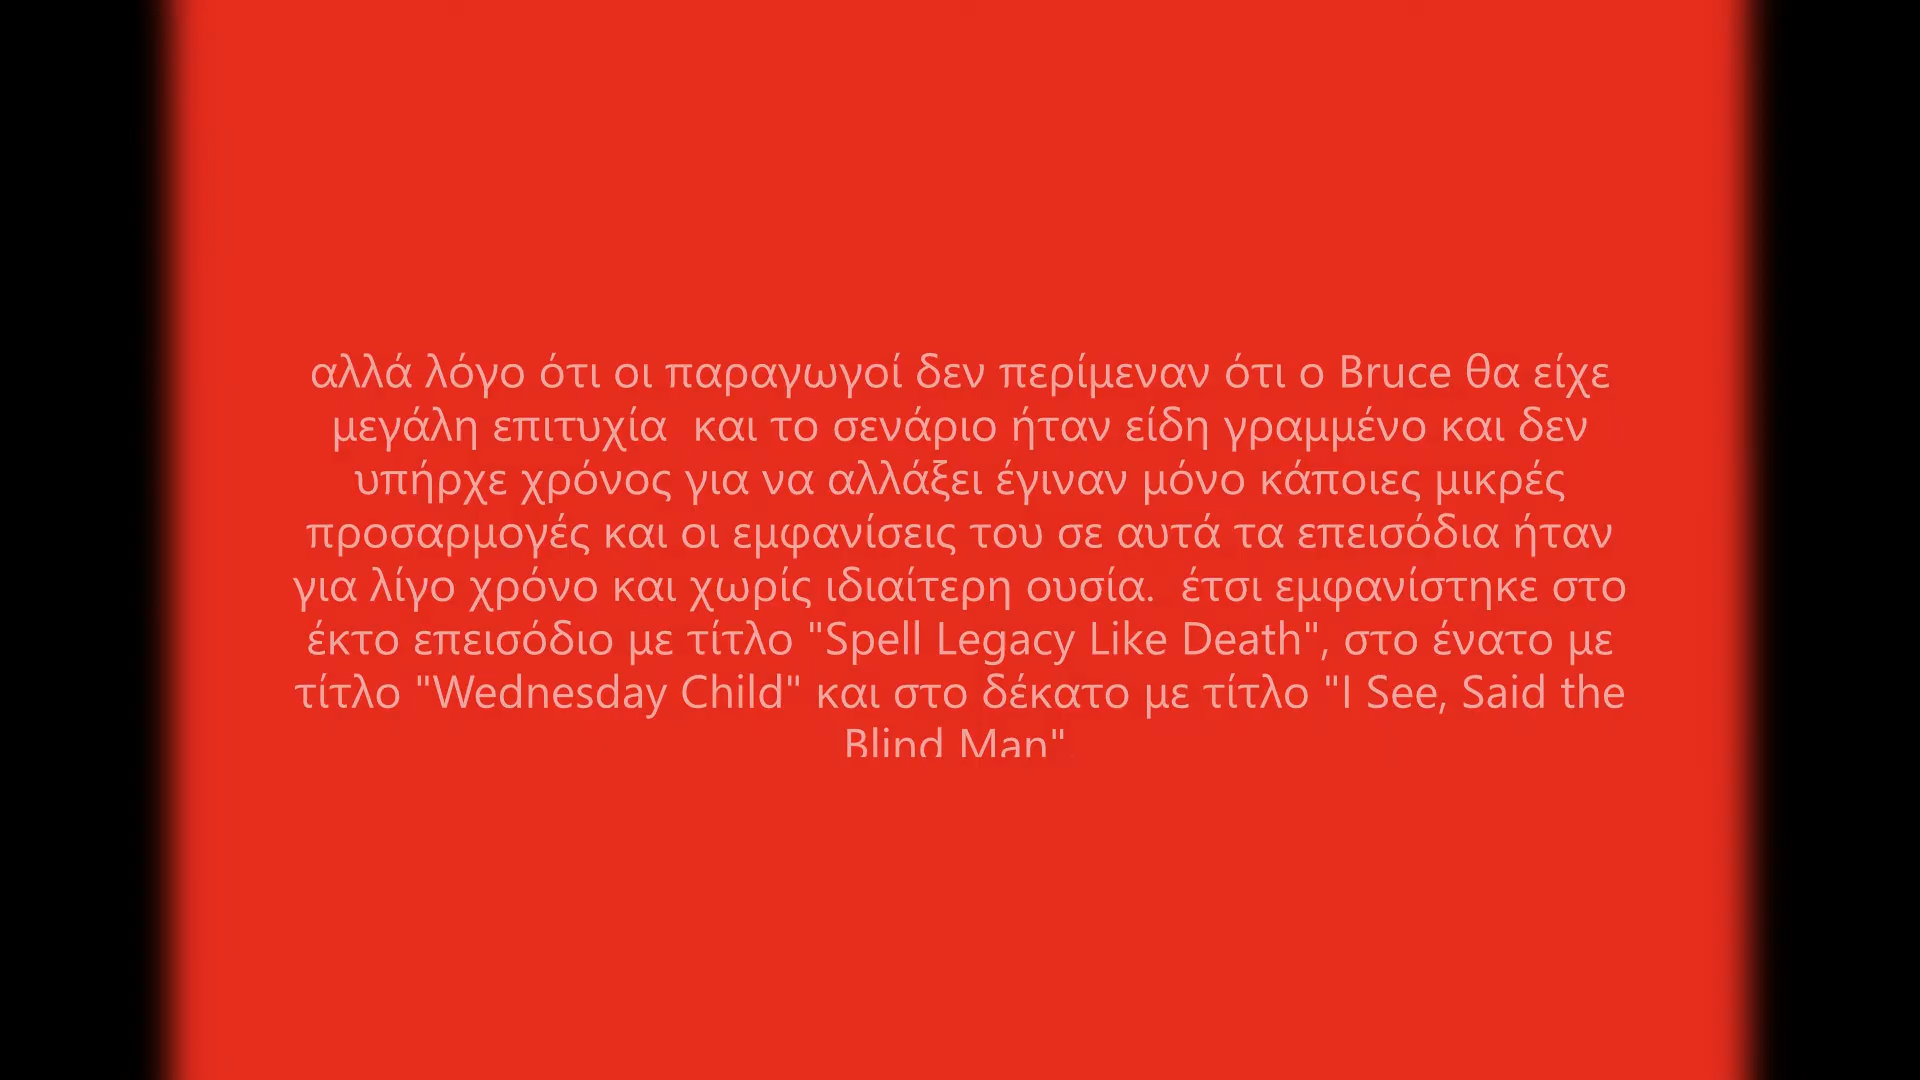 αλλά λόγο ότι οι παραγωγοί δεν περίμεναν ότι ο Bruce θα είχε
μεγάλη επιτυχία  και το σενάριο ήταν είδη γραμμένο και δεν
υπήρχε χρόνος για να αλλάξει έγιναν μόνο κάποιες μικρές
προσαρμογές και οι εμφανίσεις του σε αυτά τα επεισόδια ήταν
για λίγο χρόνο και χωρίς ιδιαίτερη ουσία.  έτσι εμφανίστηκε στο
έκτο επεισόδιο με τίτλο "Spell Legacy Like Death", στο ένατο με
τίτλο "Wednesday Child" και στο δέκατο με τίτλο "I See, Said the
Blind Man"